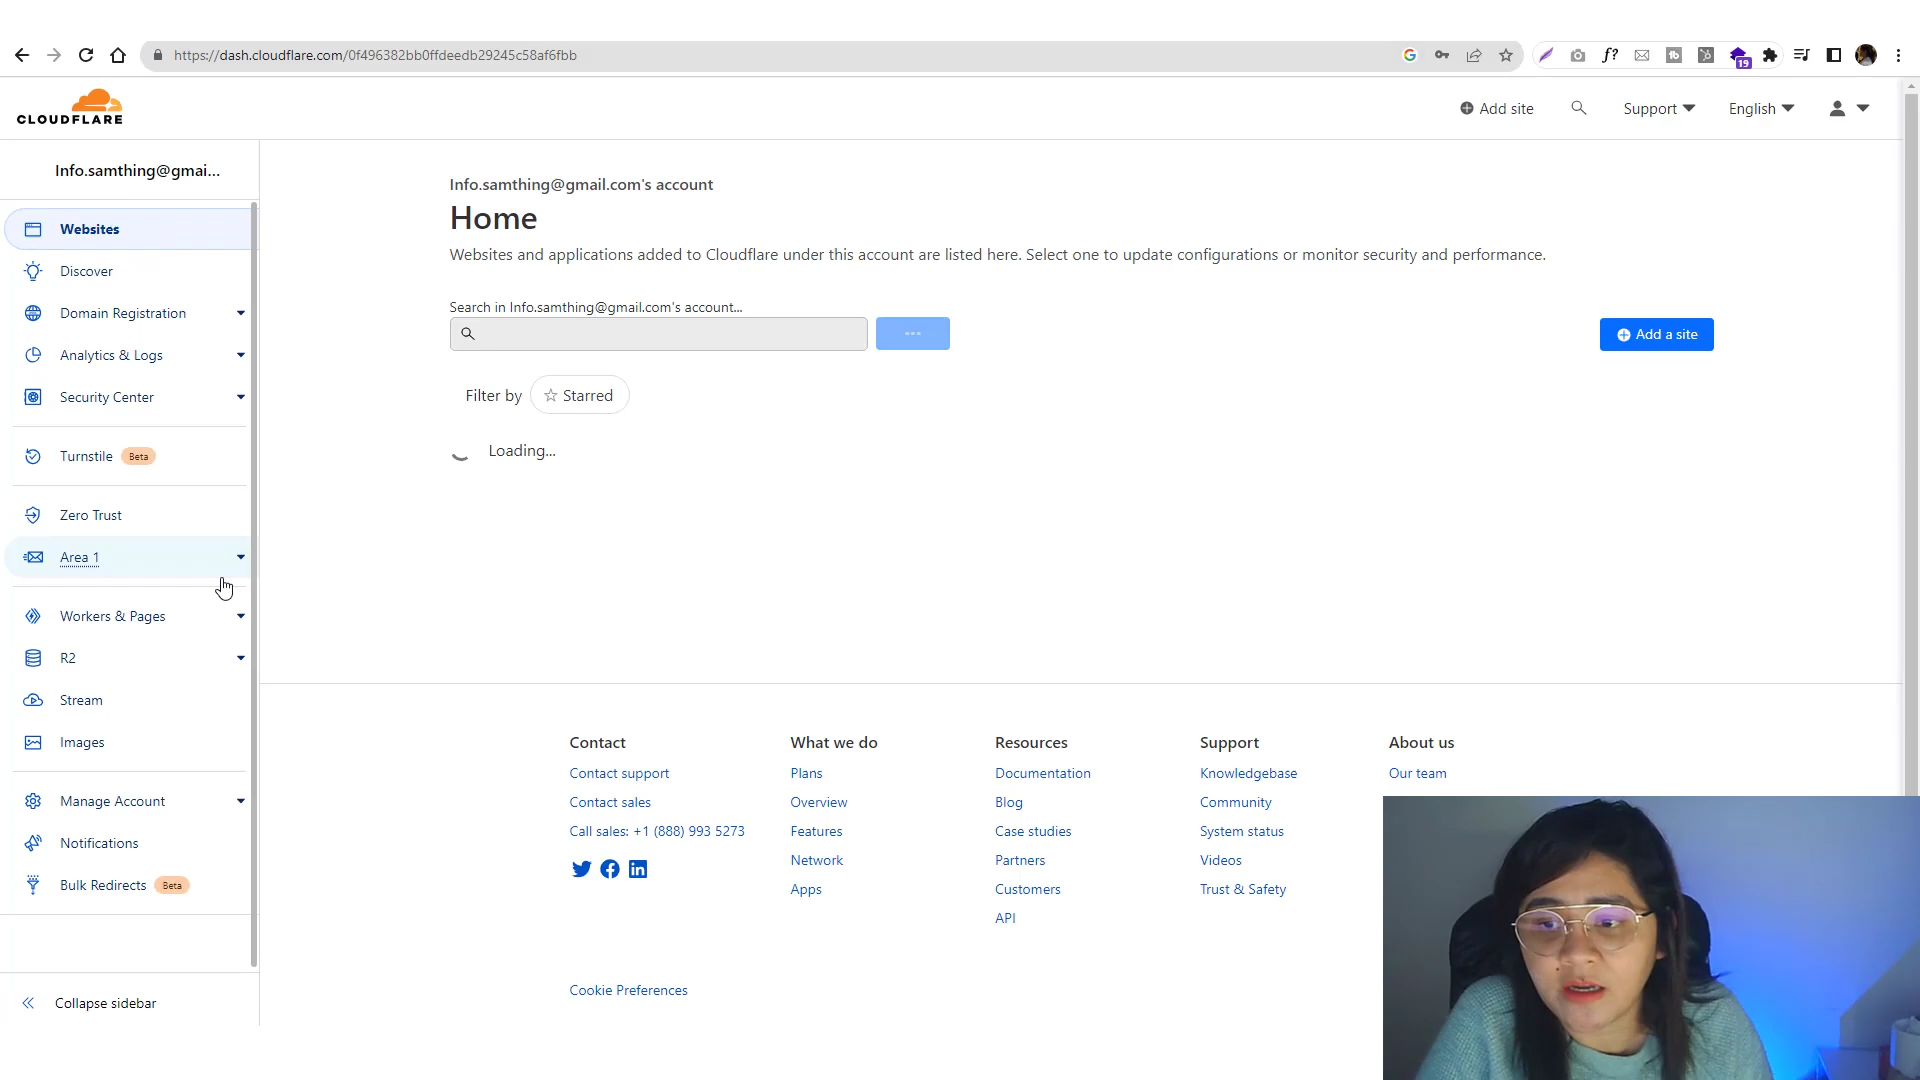 https://dash.cloudflare.com/0f496382bb0ffdeedb29245c58af6fbb
19
CLOUDFLARE
Add site
Support
English
Info.samthing@gmai...
Websites
Discover
Domain Registration
Analytics & Logs
Security Center
Turnstile Beta
Zero Trust
Area 1
Workers & Pages
R2
Stream
Images
Manage Account
Notifications
Bulk Redirects Beta
Collapse sidebar
Info.samthing@gmail.com's account
Home
Websites and applications added to Cloudflare under this account are listed here. Select one to update configurations or monitor security and performance.
Search in Info.samthing@gmail.com's account...
...
Add a site
Filter by
Starred
Loading...
Contact
Contact support
Contact sales
Call sales: +1 (888) 993 5273
What we do
Plans
Overview
Features
Network
Apps
Resources
Documentation
Blog
Case studies
Partners
Customers
API
Support
Knowledgebase
Community
System status
Videos
Trust & Safety
About us
Our team
Cookie Preferences